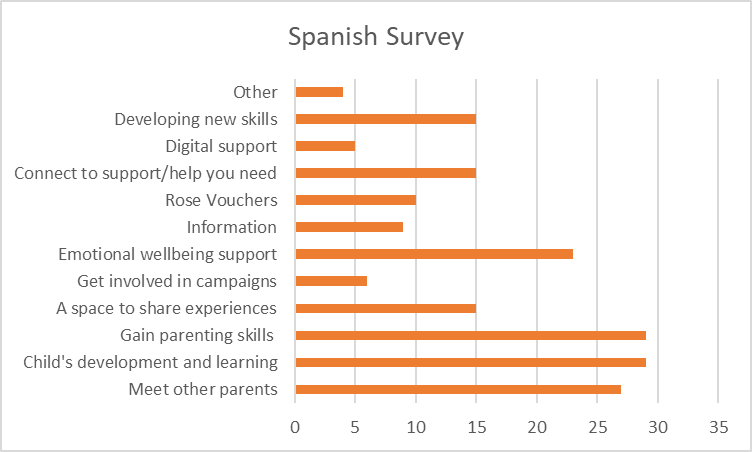 Spanish Survey
Other
Developing new skills
Digital support
Connect to support/help you need
Rose Vouchers
Information
Emotional wellbeing support
Get involved in campaigns
A space to share experiences
Gain parenting skills
Child's development and learning
Meet other parents
0 5 10 15 20 25 30 35